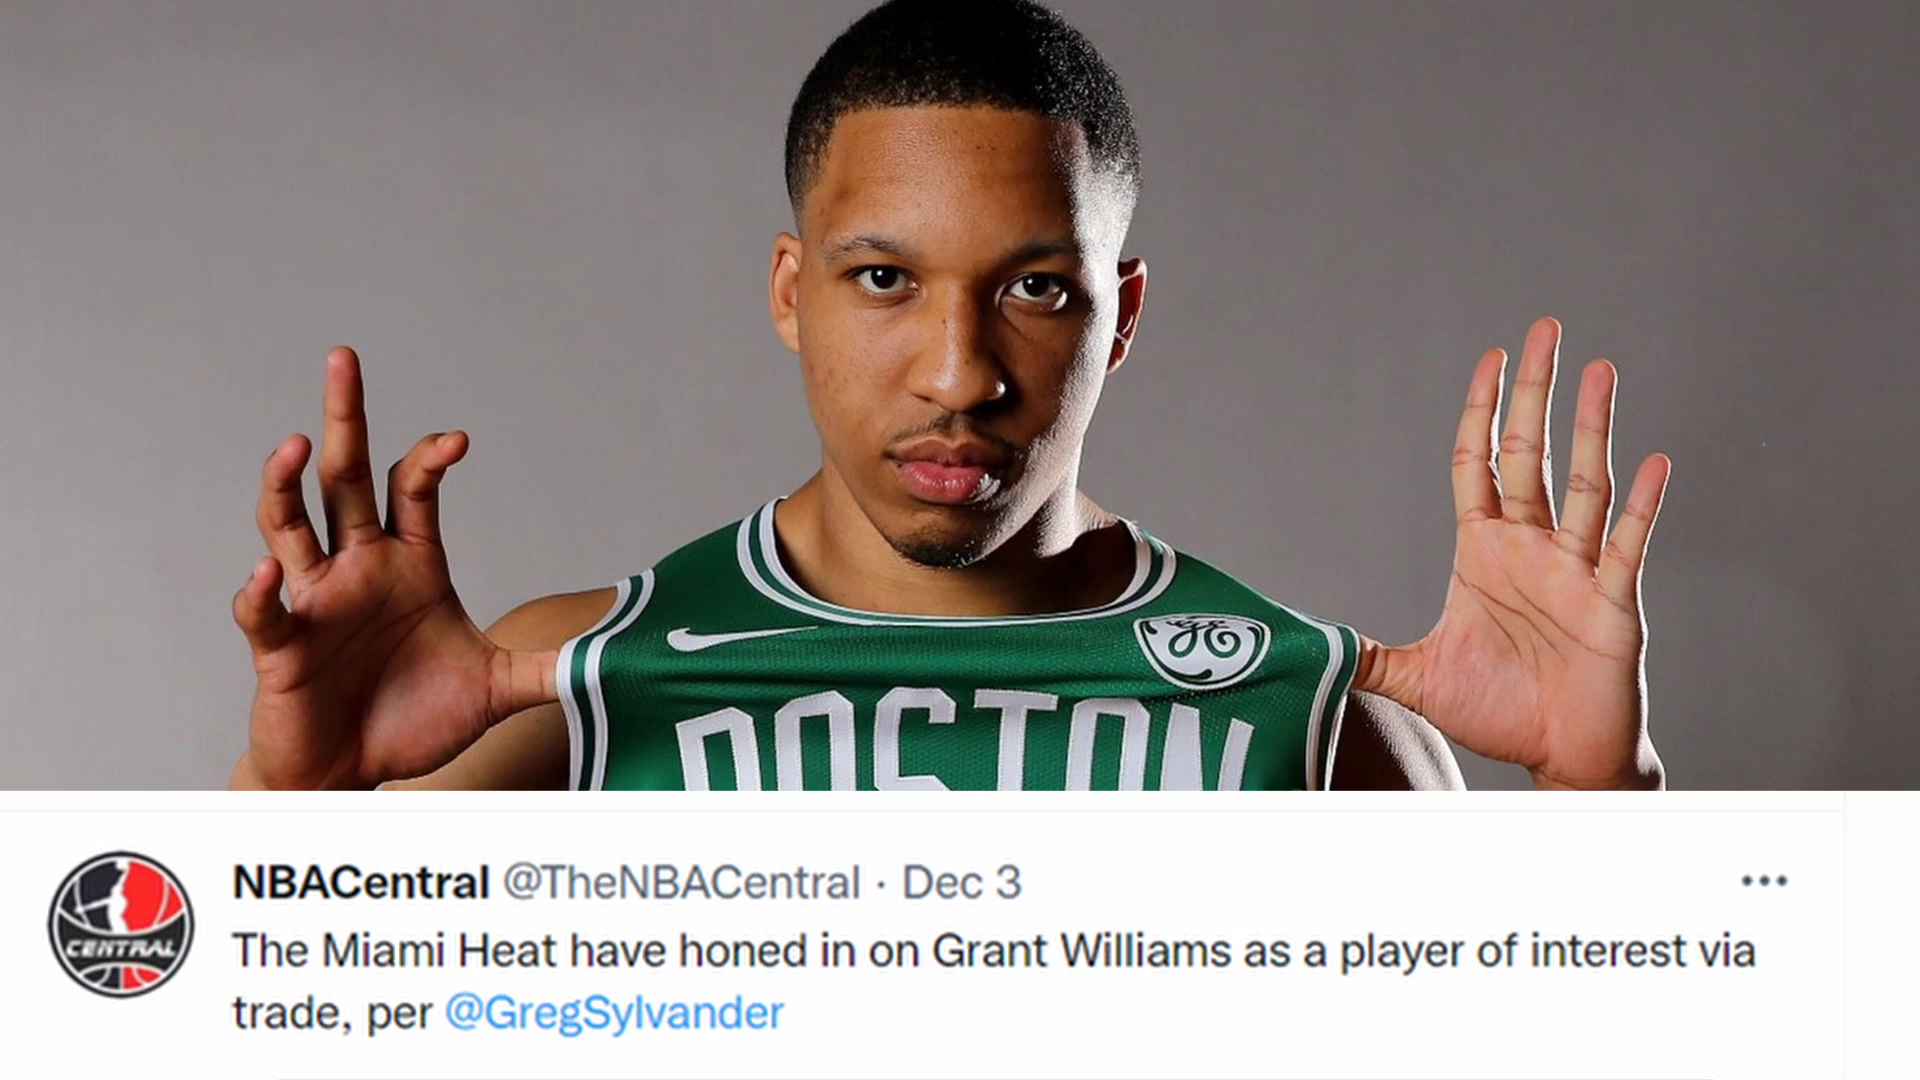 BOSTON
NBACentral @TheNBACentral · Dec 3
CENTRAL
The Miami Heat have honed in on Grant Williams as a player of interest via
trade, per @GregSylvander